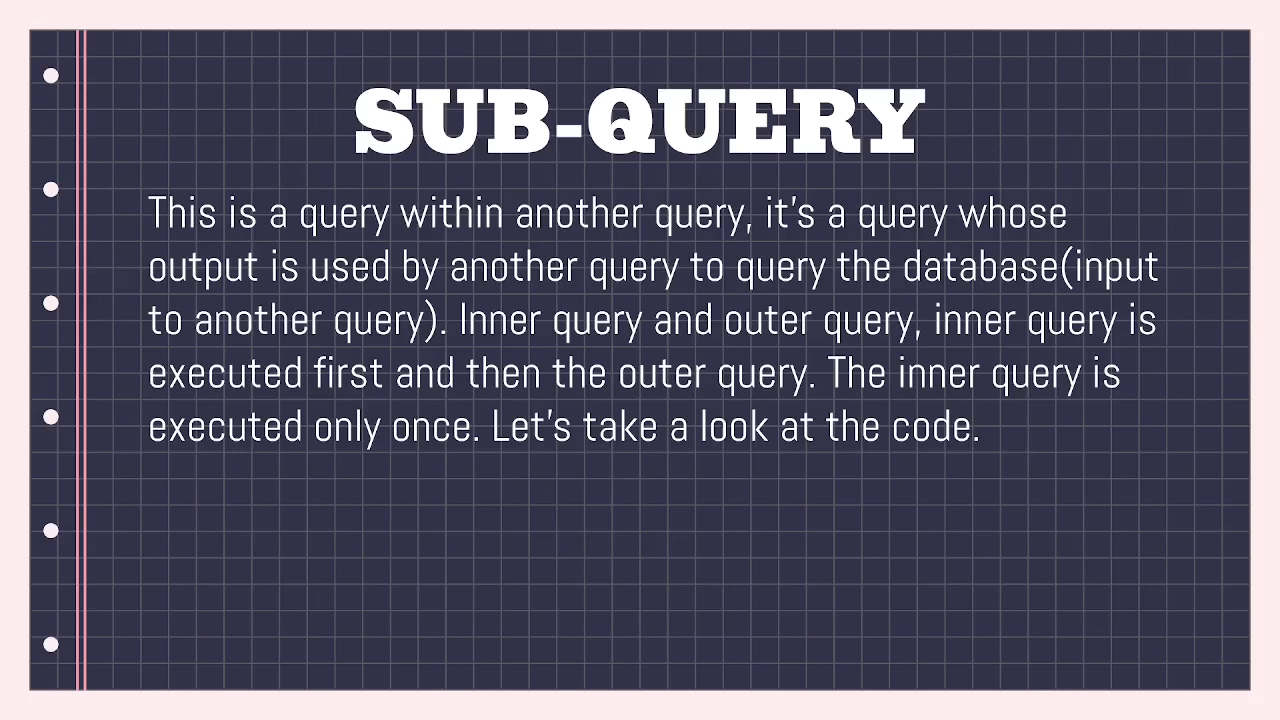 SUB-QUERY
This is a query within another query, it's a query whose
output is used by another query to query the database(input
to another query). Inner query and outer query, inner query is
executed first and then the outer query. The inner query is
executed only once. Let's take a look at the code.